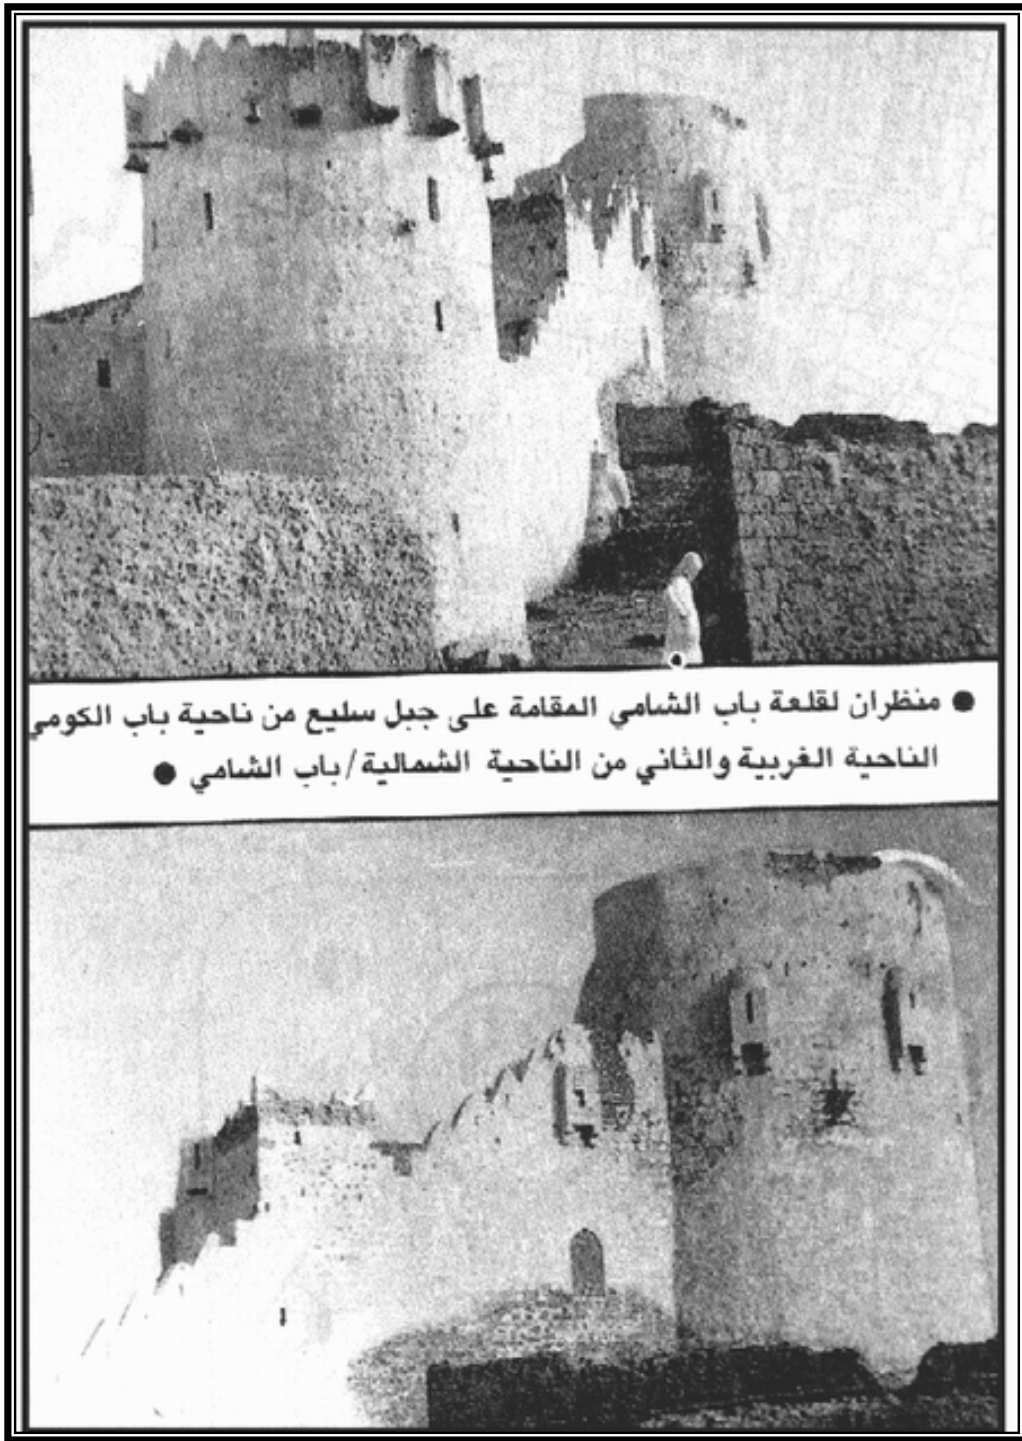 ● منظران لقلعة باب الشامي المقامة على جبل سليع من ناحية باب الكومي
الناحية الغربية والثاني من الناحية الشمالية/باب الشامي ●